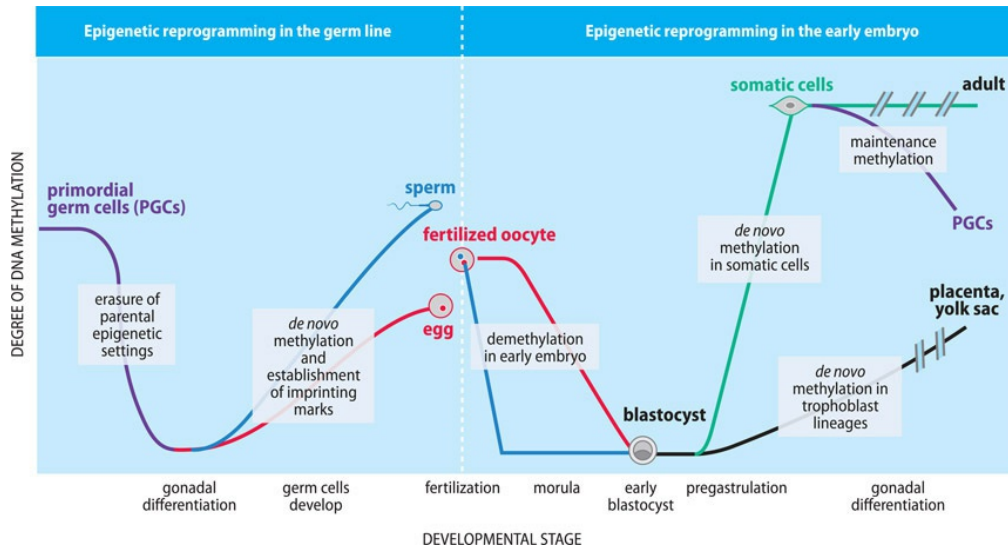 Epigenetic reprogramming in the germ line
Epigenetic reprogramming in the early embryo
DEGREE OF DNA METHYLATION
primordial
germ cells (PGCs)
erasure of
parental
epigenetic
settings
de novo
methylation
and
establishment
of imprinting
marks
sperm
egg
fertilized oocyte
demethylation
in early embryo
blastocyst
somatic cells
de novo
methylation
in somatic cells
adult
maintenance
methylation
PGCs
placenta,
yolk sac
de novo
methylation in
trophoblast
lineages
gonadal
differentiation
germ cells
develop
fertilization
morula
early
blastocyst
pregastrulation
gonadal
differentiation
DEVELOPMENTAL STAGE